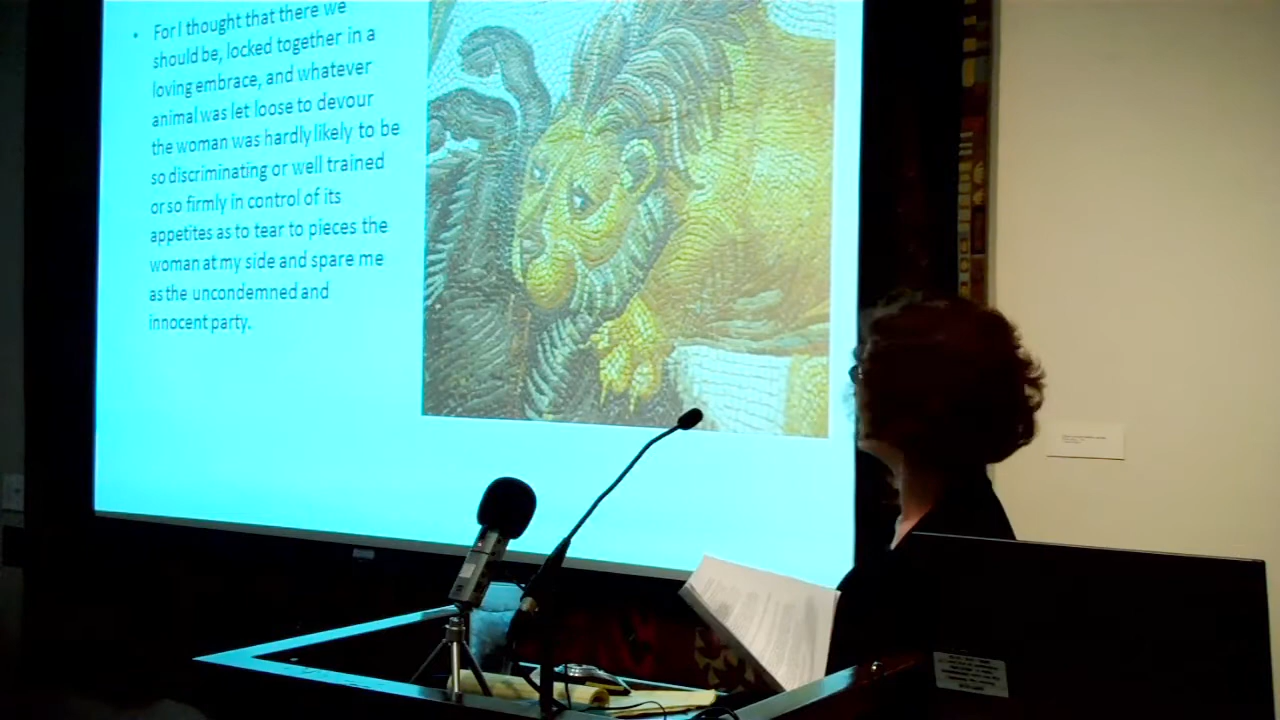 • For I thought that there we
should be, locked together in a
loving embrace, and whatever
animal was let loose to devour
the woman was hardly likely to be
so discriminating or well trained
or so firmly in control of its
appetites as to tear to pieces the
woman at my side and spare me
as the uncondemned and
innocent party.